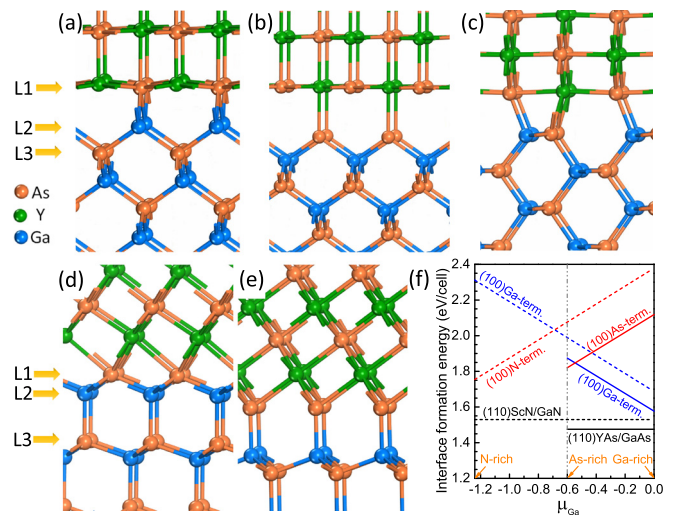 (a)
(b)
(c)
L1
L2
L3
As
Y
Ga
(d)
(e)
(f)
L1
L2
L3
Interface formation energy (eV/cell)
2.4
2.2
2.0
1.8
1.6
1.4
1.2
(100)Ga-term.
(100)As-term.
(100)N-term.
(100)Ga-term.
(110)ScN/GaN
(110)YAs/GaAs
N-rich
As-rich
Ga-rich
-1.2
-1.0
-0.8
-0.6
-0.4
-0.2
0.0
μGa